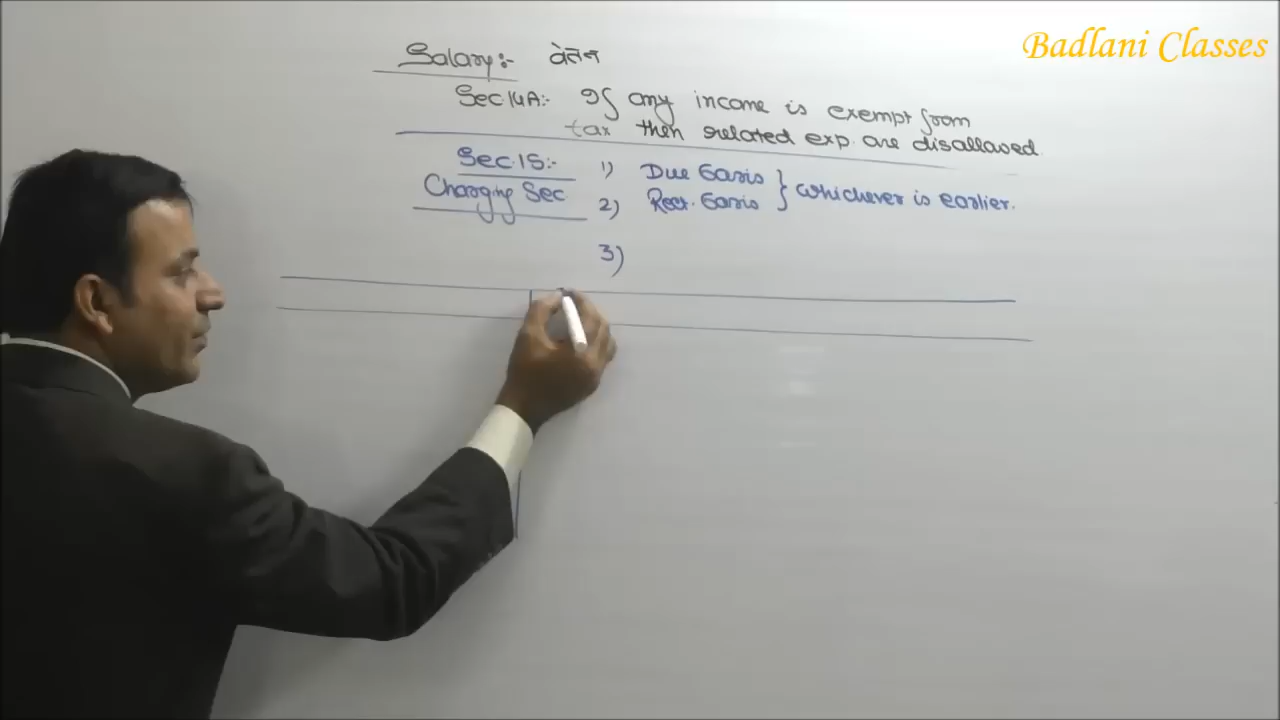 Badlani Classes
Salary:- वेतन
Sec.14A:- If any income is exempt from
tax then related exp. are disallowed
Sec.15:- 1) Due basis } whichever is earlier.
Charging Sec 2) Rect. basis
3)